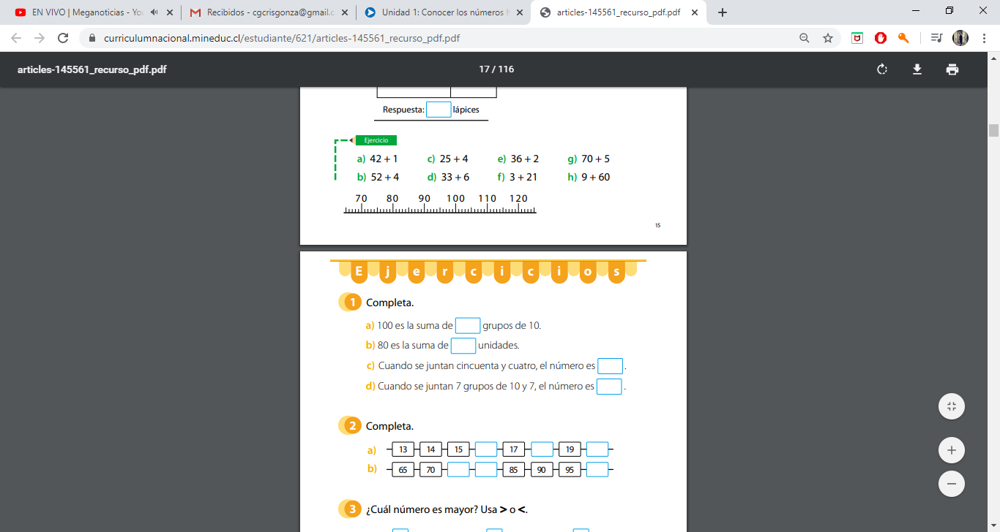 EN VIVO | Meganoticias - Yo
Recibidos - cgcrisgonza@gmail.c
Unidad 1: Conocer los números h
articles-145561_recurso_pdf.pdf
curriculumnacional.mineduc.cl/estudiante/621/articles-145561_recurso_pdf.pdf
articles-145561_recurso_pdf.pdf 17 / 116
Respuesta: lápices
Ejercicio
a) 42 + 1 c) 25 + 4 e) 36 + 2 g) 70 + 5
b) 52 + 4 d) 33 + 6 f) 3 + 21 h) 9 + 60
70 80 90 100 110 120
15
Ejercicios
1 Completa.
a) 100 es la suma de grupos de 10.
b) 80 es la suma de unidades.
c) Cuando se juntan cincuenta y cuatro, el número es .
d) Cuando se juntan 7 grupos de 10 y 7, el número es .
2 Completa.
a) 13 14 15 17 19
b) 65 70 85 90 95
3 ¿Cuál número es mayor? Usa > o <.